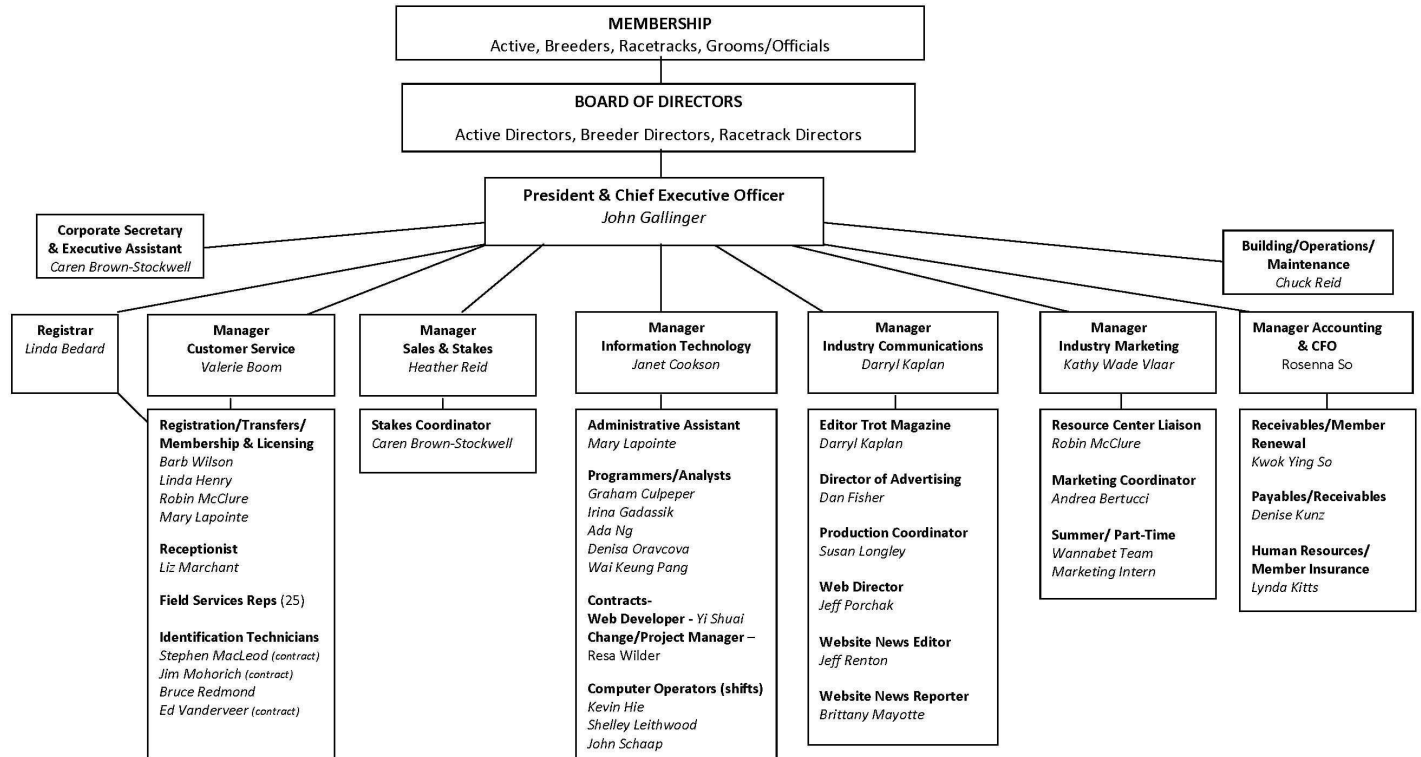 MEMBERSHIP
Active, Breeders, Racetracks, Grooms/Officials
BOARD OF DIRECTORS
Active Directors, Breeder Directors, Racetrack Directors
President & Chief Executive Officer
John Gallinger
Corporate Secretary
& Executive Assistant
Caren Brown-Stockwell
Building/Operations/
Maintenance
Chuck Reid
Registrar
Linda Bedard
Manager
Customer Service
Valerie Boom
Manager
Sales & Stakes
Heather Reid
Manager
Information Technology
Janet Cookson
Manager
Industry Communications
Darryl Kaplan
Manager
Industry Marketing
Kathy Wade Vlaar
Manager Accounting
& CFO
Rosenna So
Registration/Transfers/
Membership & Licensing
Barb Wilson
Linda Henry
Robin McClure
Mary Lapointe
Receptionist
Liz Marchant
Field Services Reps (25)
Identification Technicians
Stephen MacLeod (contract)
Jim Mohorich (contract)
Bruce Redmond
Ed Vanderveer (contract)
Stakes Coordinator
Caren Brown-Stockwell
Administrative Assistant
Mary Lapointe
Programmers/Analysts
Graham Culpeper
Irina Gadassik
Ada Ng
Denisa Oravcova
Wai Keung Pang
Contracts-
Web Developer - Yi Shuai
Change/Project Manager –
Resa Wilder
Computer Operators (shifts)
Kevin Hie
Shelley Leithwood
John Schaap
Editor Trot Magazine
Darryl Kaplan
Director of Advertising
Dan Fisher
Production Coordinator
Susan Longley
Web Director
Jeff Porchak
Website News Editor
Jeff Renton
Website News Reporter
Brittany Mayotte
Resource Center Liaison
Robin McClure
Marketing Coordinator
Andrea Bertucci
Summer/ Part-Time
Wannabet Team
Marketing Intern
Receivables/Member
Renewal
Kwok Ying So
Payables/Receivables
Denise Kunz
Human Resources/
Member Insurance
Lynda Kitts